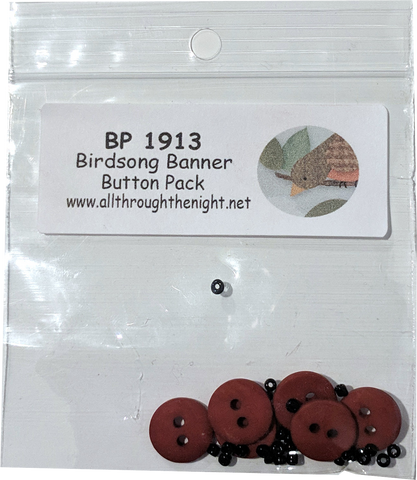 BP 1913
Birdsong Banner
Button Pack
www.allthroughthenight.net